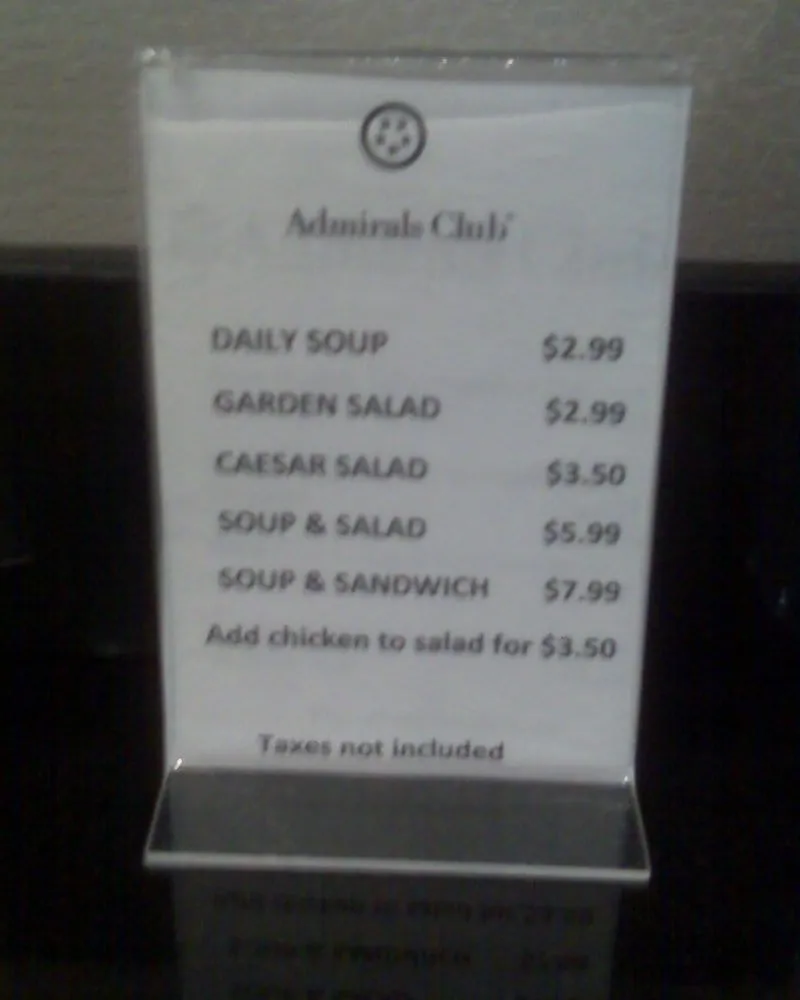 Admirals Club®
DAILY SOUP $2.99
GARDEN SALAD $2.99
CAESAR SALAD $3.50
SOUP & SALAD $5.99
SOUP & SANDWICH $7.99
Add chicken to salad for $3.50
Taxes not included